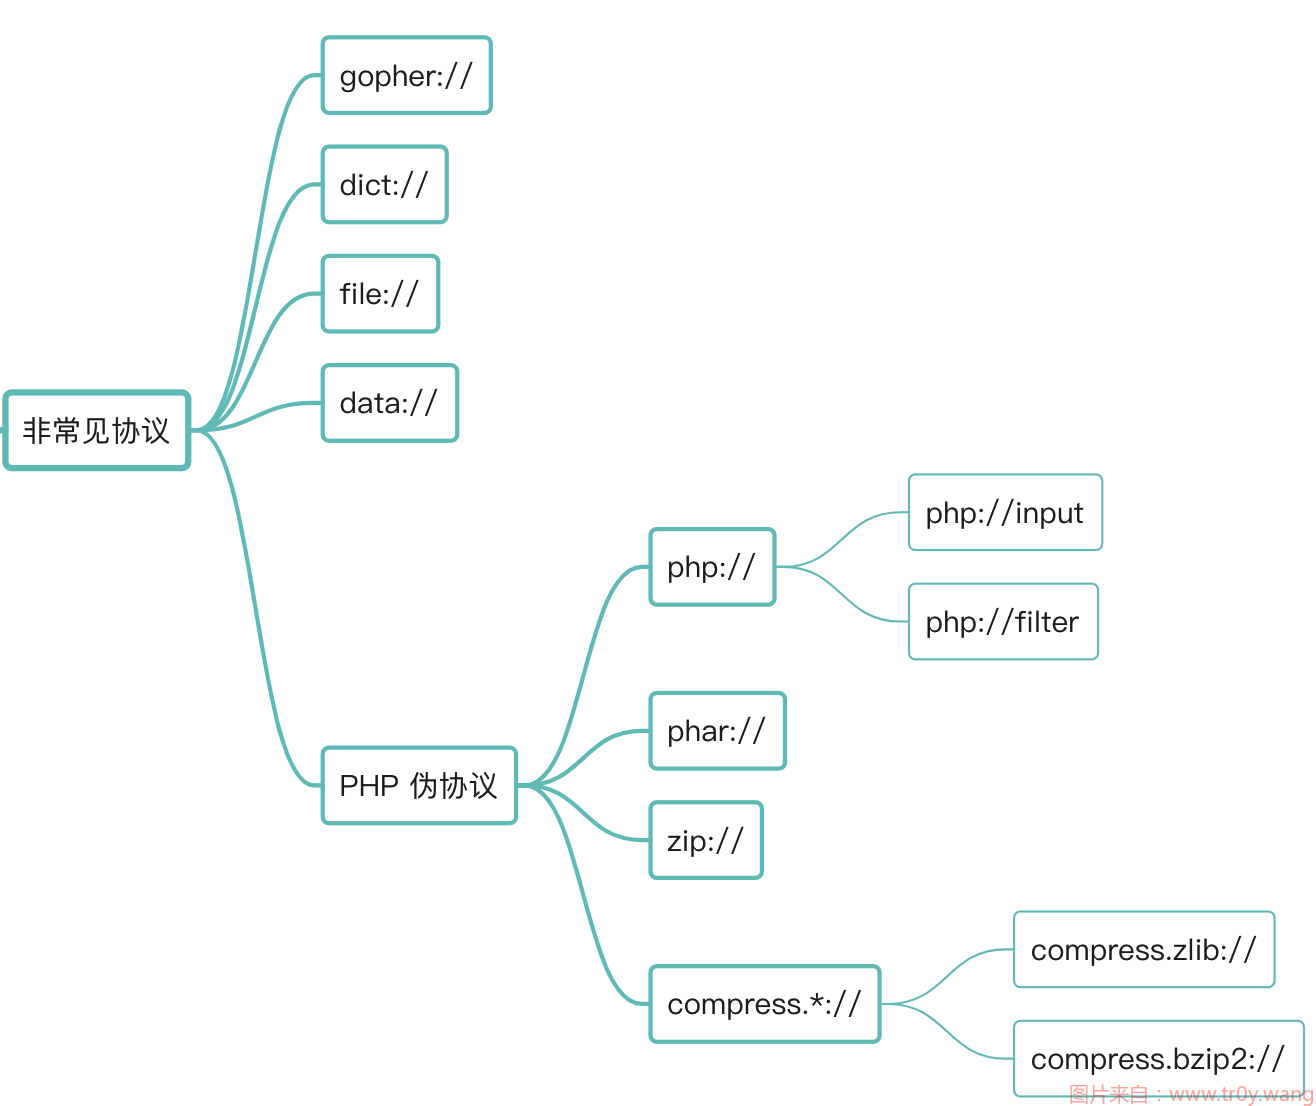 gopher://
dict://
file://
data://
非常见协议
php://input
php://
php://filter
phar://
PHP 伪协议
zip://
compress.zlib://
compress.*://
compress.bzip2://
图片来自：www.tr0y.wang